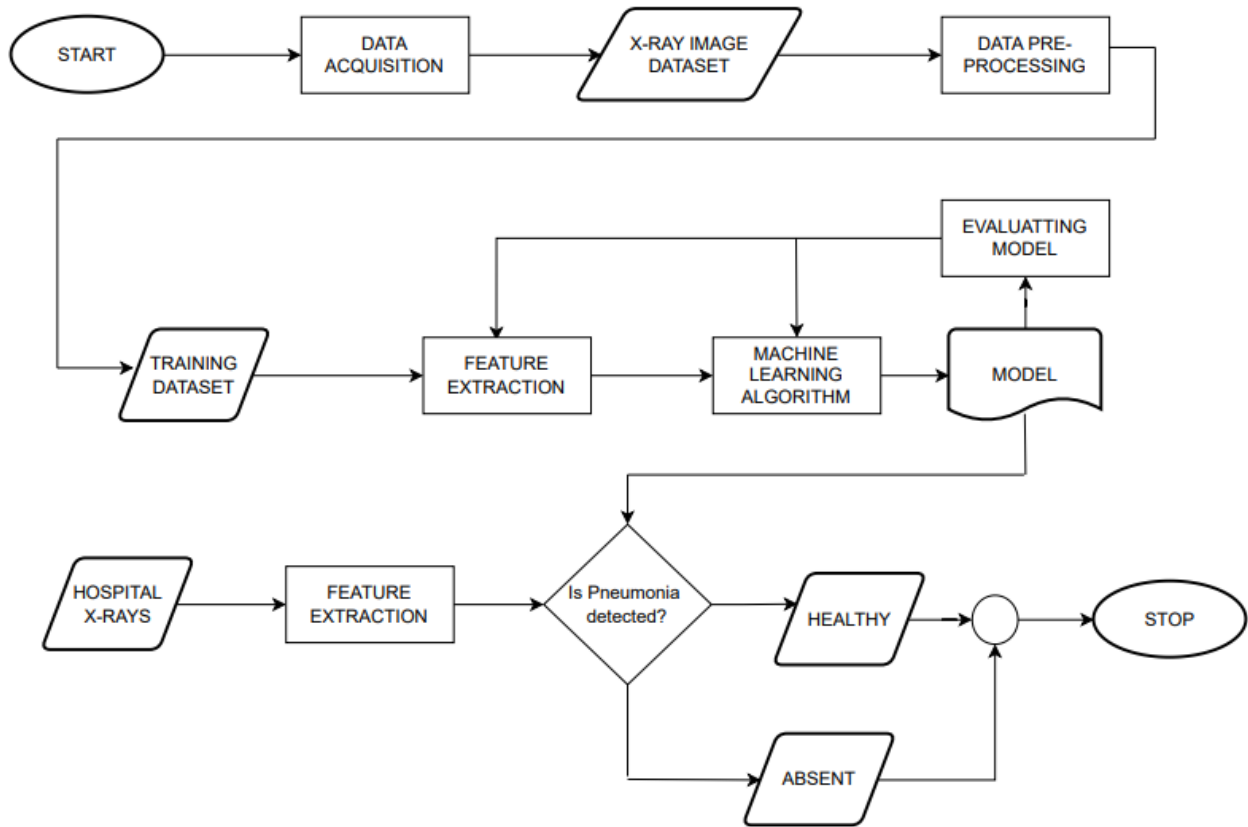 START
DATA
ACQUISITION
X-RAY IMAGE
DATASET
DATA PRE-
PROCESSING
EVALUATTING
MODEL
TRAINING
DATASET
FEATURE
EXTRACTION
MACHINE
LEARNING
ALGORITHM
MODEL
HOSPITAL
X-RAYS
FEATURE
EXTRACTION
Is Pneumonia
detected?
HEALTHY
STOP
ABSENT